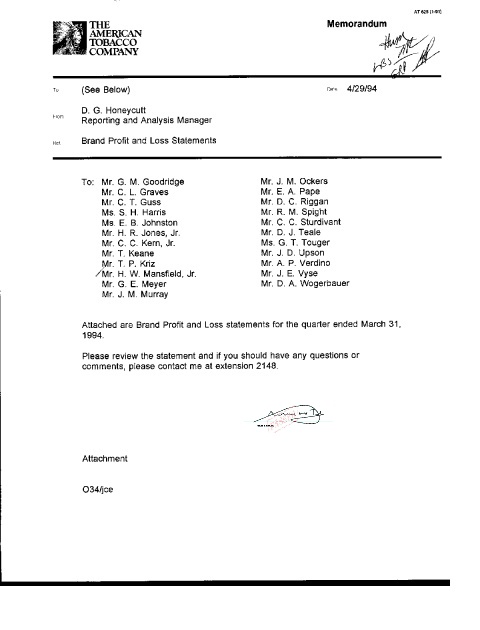 AT 628 (1/91)
THE
AMERICAN
TOBACCO
COMPANY
Memorandum
To (See Below)
Date 4/29/94
From D. G. Honeycutt
Reporting and Analysis Manager
Ref. Brand Profit and Loss Statements
To: Mr. G. M. Goodridge
Mr. C. L. Graves
Mr. C. T. Guss
Ms. S. H. Harris
Ms. E. B. Johnston
Mr. H. R. Jones, Jr.
Mr. C. C. Kern, Jr.
Mr. T. Keane
Mr. T. P. Kriz
Mr. H. W. Mansfield, Jr.
Mr. G. E. Meyer
Mr. J. M. Murray
Mr. J. M. Ockers
Mr. E. A. Pape
Mr. D. C. Riggan
Mr. R. M. Spight
Mr. C. C. Sturdivant
Mr. D. J. Teale
Ms. G. T. Touger
Mr. J. D. Upson
Mr. A. P. Verdino
Mr. J. E. Vyse
Mr. D. A. Wogerbauer
Attached are Brand Profit and Loss statements for the quarter ended March 31,
1994.
Please review the statement and if you should have any questions or
comments, please contact me at extension 2148.
Attachment
O34/jce